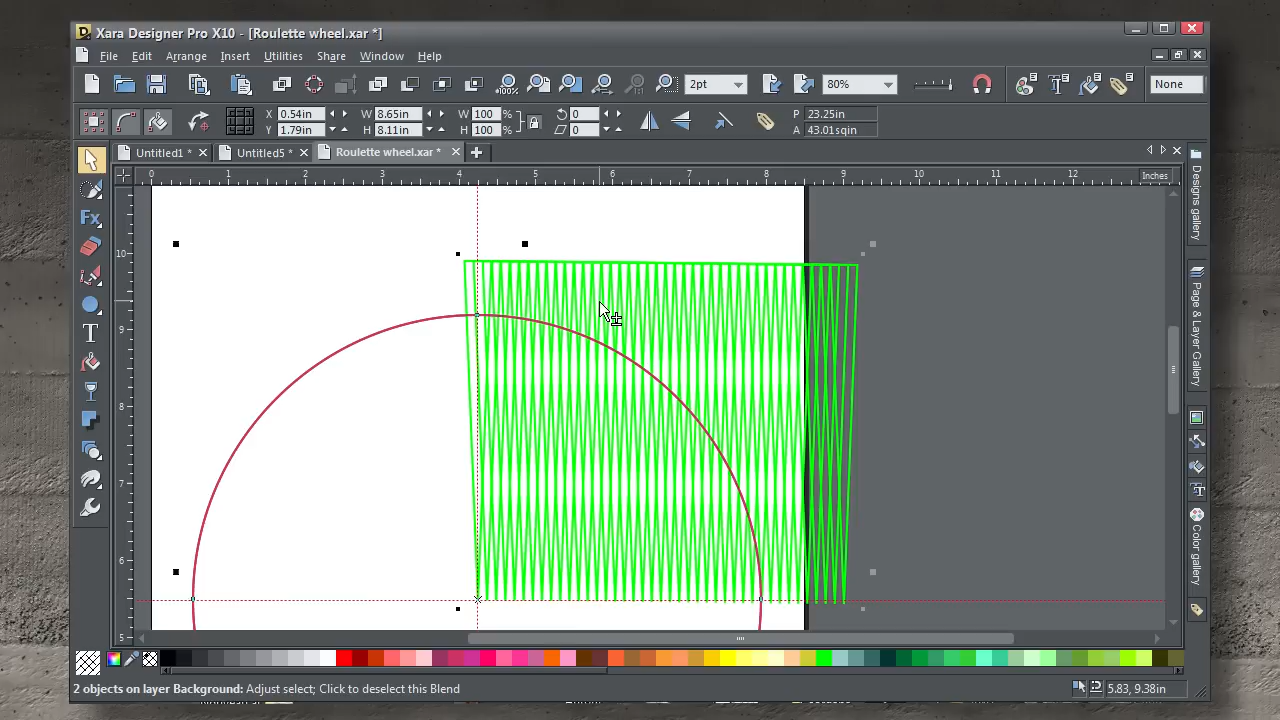 Xara Designer Pro X10 - [Roulette wheel.xar *]
File Edit Insert Arrange Utilities Share Window Help
2pt 80% None
X 0.54in W 8.65in W 100 % 0 P 23.25in
Y 1.79in H 8.11in H 100 % 0 A 43.01sqin
Untitled1 * Untitled5 * Roulette wheel.xar *
0 1 2 3 4 5 6 7 8 9 10 11 12 Inches
10
9
8
7
6
5
Designs gallery
Page & Layer Gallery
Color gallery
2 objects on layer Background: Adjust select; Click to deselect this Blend
5.83, 9.38in